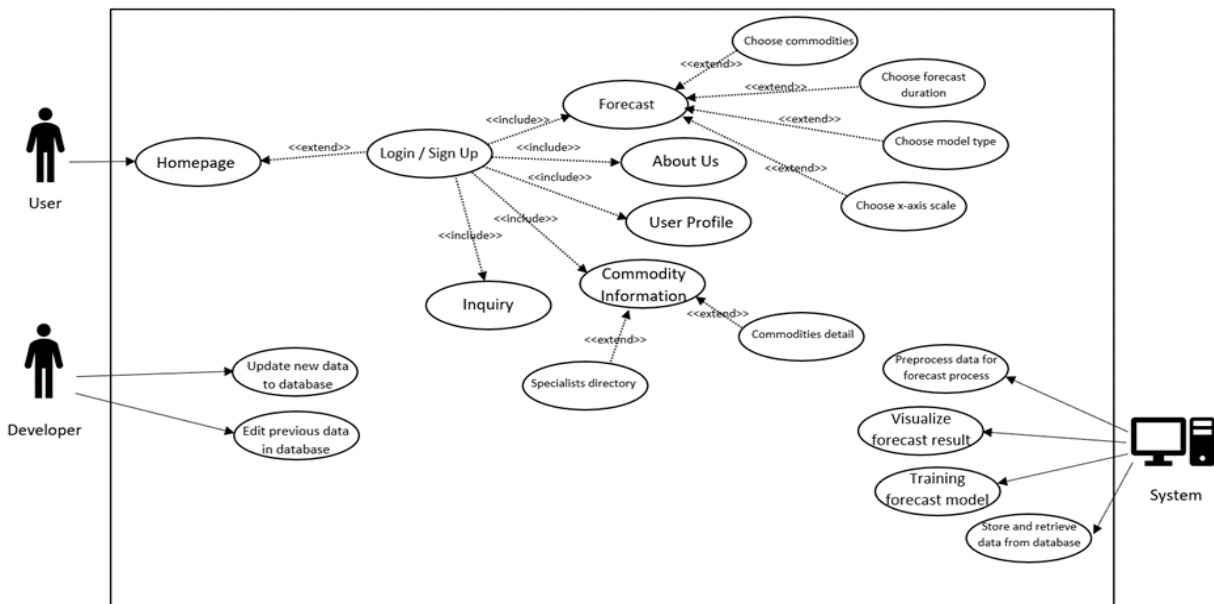 Choose commodities
<<extend>>
Choose forecast
duration
<<extend>>
Forecast
<<extend>>
Choose model type
<<include>>
<<extend>>
Homepage
Login / Sign Up
<<include>>
About Us
<<extend>>
Choose x-axis scale
User
<<include>>
User Profile
<<include>>
<<include>>
Commodity
Information
Inquiry
<<extend>>
Commodities detail
<<extend>>
Specialists directory
Developer
Update new data
to database
Edit previous data
in database
Preprocess data for
forecast process
Visualize
forecast result
Training
forecast model
Store and retrieve
data from database
System